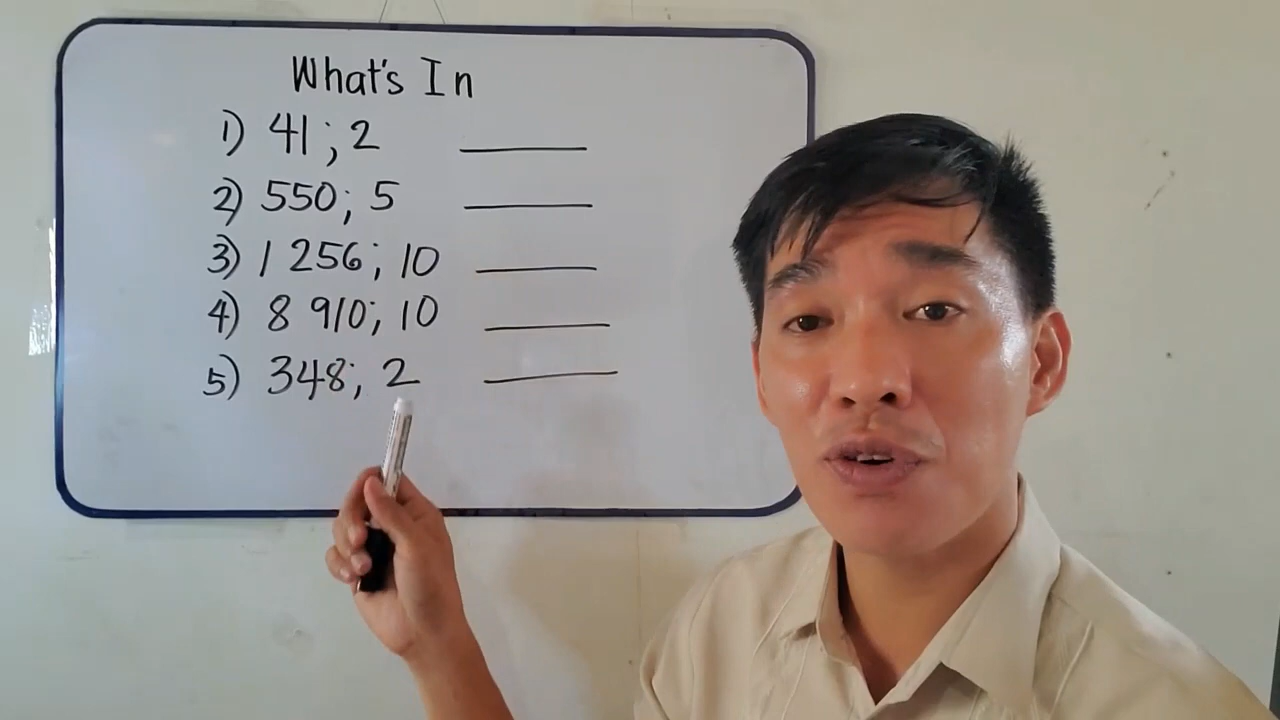 What's In
1) 41 ; 2
2) 550; 5
3) 1 256; 10
4) 8 910; 10
5) 348; 2